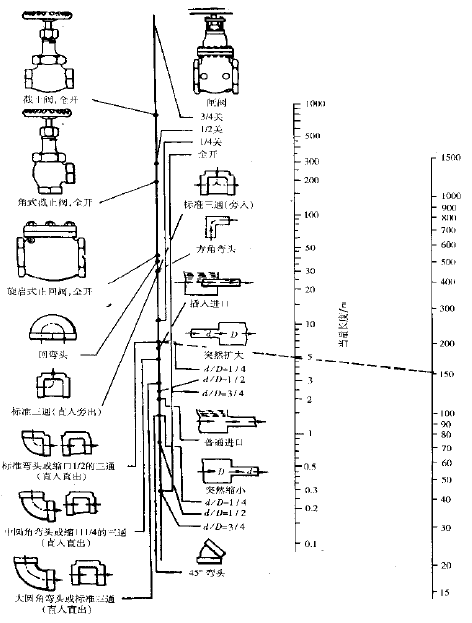 截止阀,全开
角式截止阀,全开
旋启式止回阀,全开
回弯头
标准三通(直入旁出)
标准弯头或缩口1/2的三通
(直入直出)
中圆角弯头或缩口1/4的三通
(直入直出)
大圆角弯头或标准三通
(直入直出)
闸阀
3/4关
1/2关
1/4关
全开
标准三通(旁入)
方角弯头
插入进口
d
D
突然扩大
d/D=1/4
d/D=1/2
d/D=3/4
普通进口
D
d
突然缩小
d/D=1/4
d/D=1/2
d/D=3/4
45°弯头
当量长度/m
1000
500
300
200
100
50
30
20
10
5
3
2
1
0.5
0.3
0.2
0.1
1500
1000
900
800
700
600
500
400
300
200
150
100
90
80
70
60
50
40
30
20
15